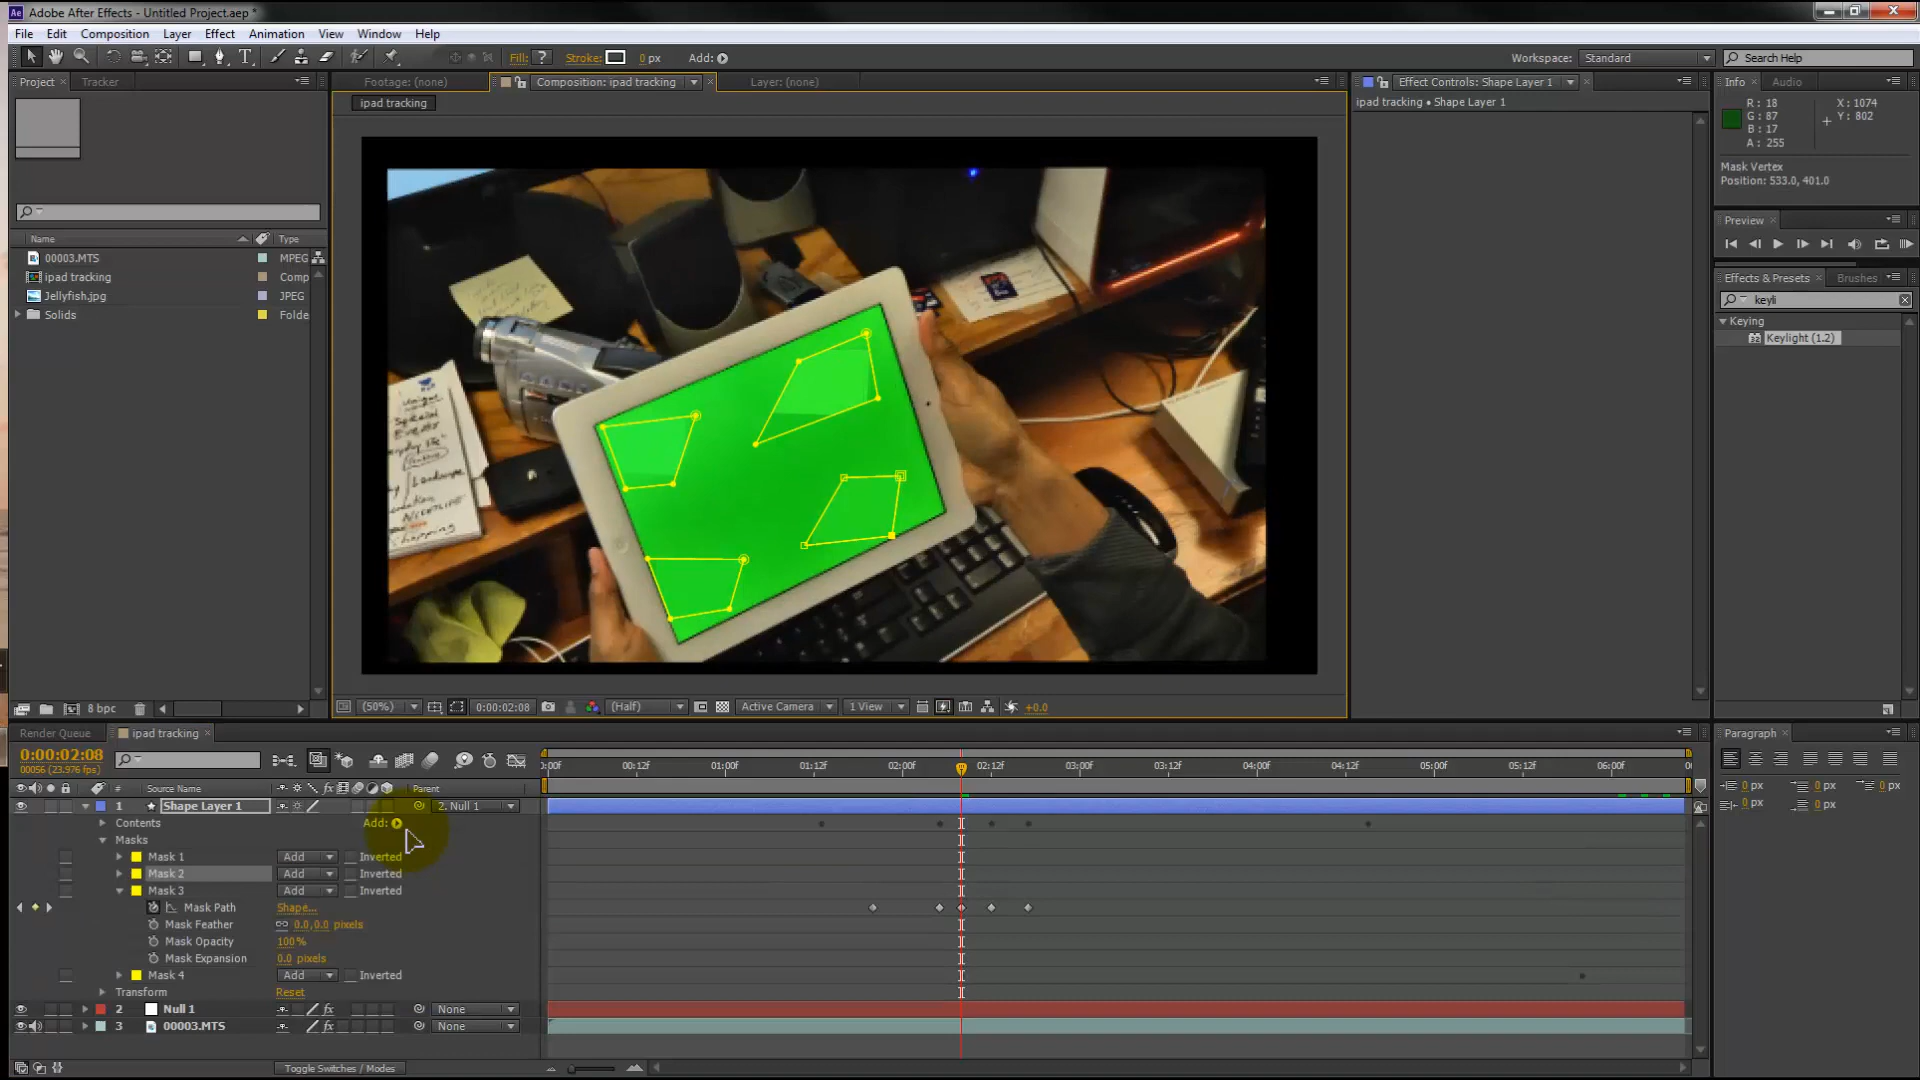 Adobe After Effects - Untitled Project.aep *
File Edit Composition Layer Effect Animation View Window Help
Fill: ? Stroke: 0 px Add: Workspace: Standard Search Help
Project Tracker Footage: (none) Composition: ipad tracking Layer: (none) Effect Controls: Shape Layer 1 Info Audio
ipad tracking
ipad tracking • Shape Layer 1
R: 18 X: 1074
G: 87 Y: 802
B: 17
A: 255
Mask Vertex
Position: 533.0, 401.0
Preview
Name Type
00003.MTS MPEG
ipad tracking Comp
Jellyfish.jpg JPEG
Solids Folde
Effects & Presets Brushes
keyli
Keying
Keylight (1.2)
8 bpc
(50%) 0:00:02:08 (Half) Active Camera 1 View +0.0
Render Queue ipad tracking
0:00:02:08
00056 (23.976 fps)
0:00f 00:12f 01:00f 01:12f 02:00f 02:12f 03:00f 03:12f 04:00f 04:12f 05:00f 05:12f 06:00f
# Source Name Parent
1 Shape Layer 1 2. Null 1
Contents Add:
Masks
Mask 1 Add Inverted
Mask 2 Add Inverted
Mask 3 Add Inverted
Mask Path Shape...
Mask Feather 0.0,0.0 pixels
Mask Opacity 100%
Mask Expansion 0.0 pixels
Mask 4 Add Inverted
Transform Reset
2 Null 1 None
3 00003.MTS None
Toggle Switches / Modes
Paragraph
0 px 0 px 0 px
0 px 0 px